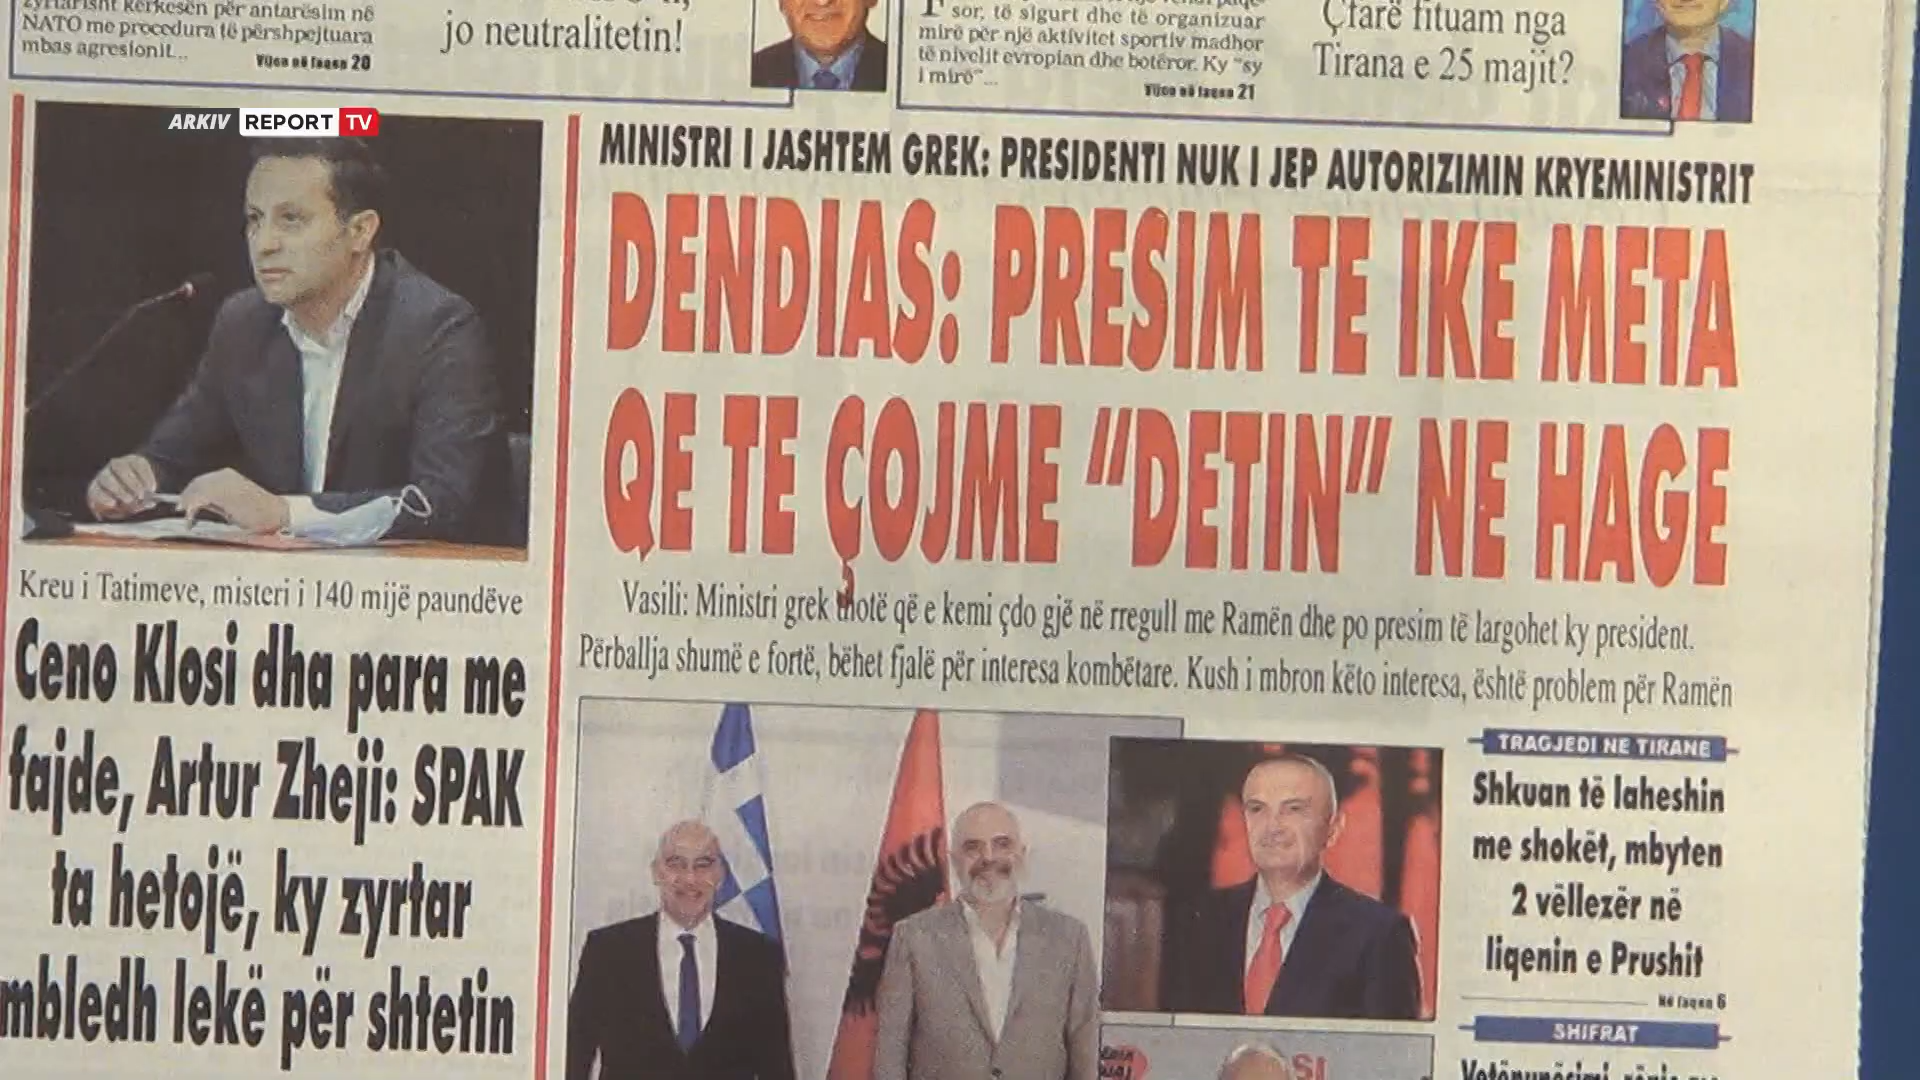 zyrtarisht kërkesën për antarësim në
NATO me procedura të përshpejtuara
mbas agresionit...
Vijon në faqen 20
jo neutralitetin!
sor, të sigurt dhe të organizuar
mirë për një aktivitet sportiv madhor
të nivelit evropian dhe botëror. Ky "sy
i mirë"...
Vijon në faqen 21
Çfarë fituam nga
Tirana e 25 majit?
ARKIV REPORT TV
Kreu i Tatimeve, misteri i 140 mijë paundëve
Ceno Klosi dha para me
fajde, Artur Zheji: SPAK
ta hetojë, ky zyrtar
mbledh lekë për shtetin
MINISTRI I JASHTEM GREK: PRESIDENTI NUK I JEP AUTORIZIMIN KRYEMINISTRIT
DENDIAS: PRESIM TE IKE META
QE TE ÇOJME "DETIN" NE HAGE
Vasili: Ministri grek thotë që e kemi çdo gjë në rregull me Ramën dhe po presim të largohet ky president.
Përballja shumë e fortë, bëhet fjalë për interesa kombëtare. Kush i mbron këto interesa, është problem për Ramën
TRAGJEDI NE TIRANE
Shkuan të laheshin
me shokët, mbyten
2 vëllezër në
liqenin e Prushit
Në faqen 6
SHIFRAT
SI